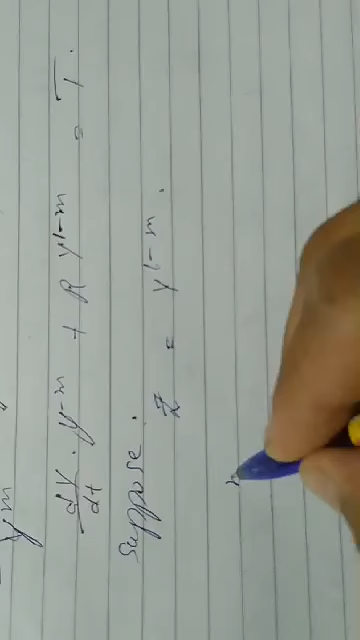 y^m
dy/dt . y^-m + R y^1-m = T .
Suppose .
Z = y^1-m .